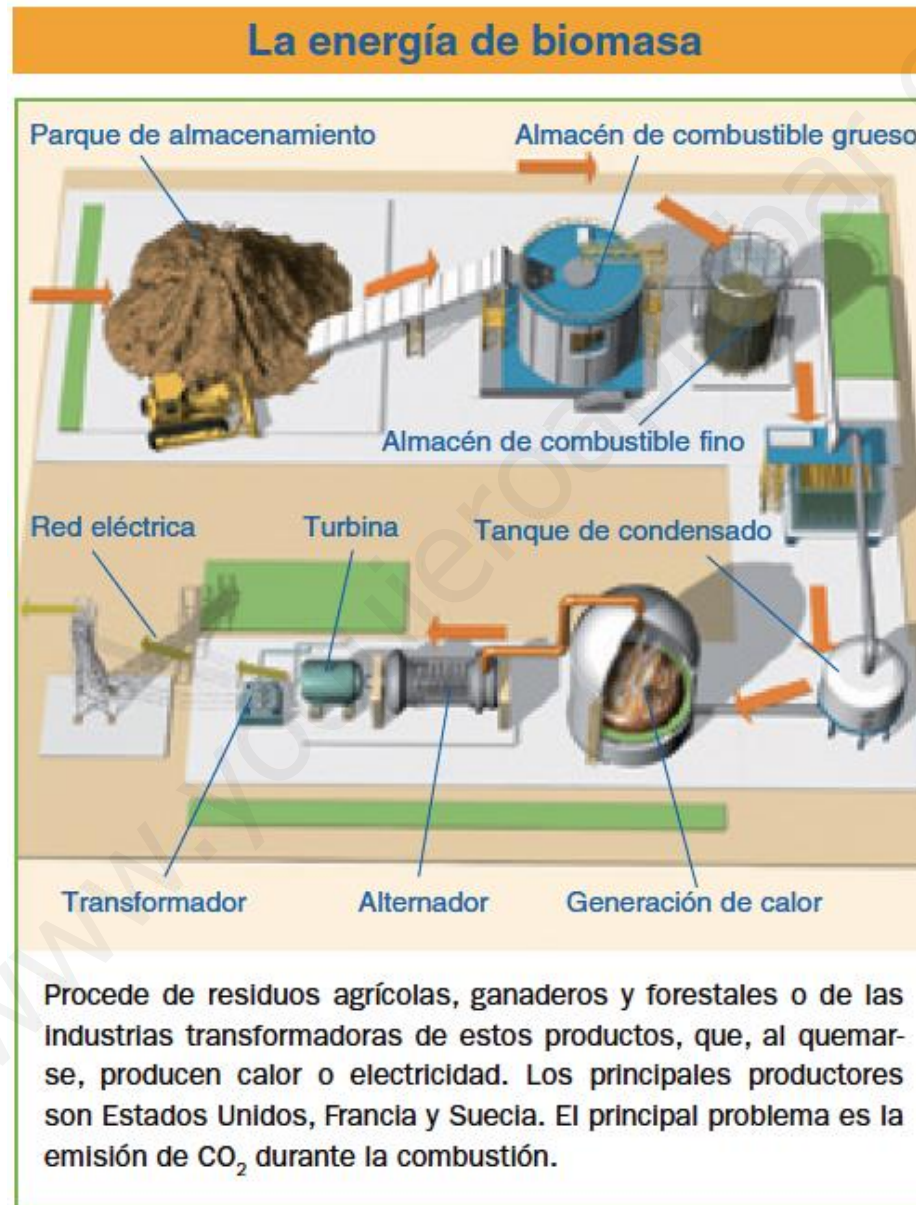 La energía de biomasa
Parque de almacenamiento
Almacén de combustible grueso
Almacén de combustible fino
Red eléctrica
Turbina
Tanque de condensado
Transformador
Alternador
Generación de calor
Procede de residuos agrícolas, ganaderos y forestales o de las
industrias transformadoras de estos productos, que, al quemar-
se, producen calor o electricidad. Los principales productores
son Estados Unidos, Francia y Suecia. El principal problema es la
emisión de CO₂ durante la combustión.